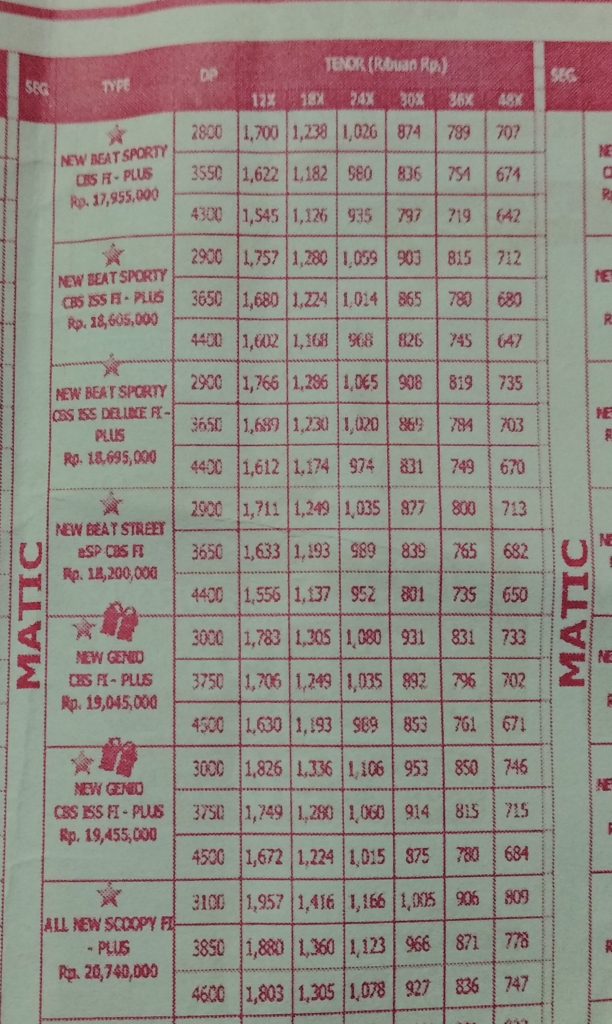 SEG TYPE DP TENOR (Ribuan Rp.) SEG
12X 18X 24X 30X 36X 48X
MATIC
NEW BEAT SPORTY
CBS FI - PLUS
Rp. 17,955,000
2800 1,700 1,238 1,026 874 789 707
3550 1,622 1,182 980 836 754 674
4300 1,545 1,126 935 797 719 642
NEW BEAT SPORTY
CBS ISS FI - PLUS
Rp. 18,605,000
2900 1,757 1,280 1,059 903 815 712
3650 1,680 1,224 1,014 865 780 680
4400 1,602 1,168 968 826 745 647
NEW BEAT SPORTY
CBS ISS DELUXE FI -
PLUS
Rp. 18,695,000
2900 1,766 1,286 1,065 908 819 735
3650 1,689 1,230 1,020 869 784 703
4400 1,612 1,174 974 831 749 670
NEW BEAT STREET
eSP CBS FI
Rp. 18,200,000
2900 1,711 1,249 1,035 877 800 713
3650 1,633 1,193 989 839 765 682
4400 1,556 1,137 952 801 735 650
NEW GENIO
CBS FI - PLUS
Rp. 19,045,000
3000 1,783 1,305 1,080 931 831 733
3750 1,706 1,249 1,035 892 796 702
4500 1,630 1,193 989 853 761 671
NEW GENIO
CBS ISS FI - PLUS
Rp. 19,455,000
3000 1,826 1,336 1,106 953 850 746
3750 1,749 1,280 1,060 914 815 715
4500 1,672 1,224 1,015 875 780 684
ALL NEW SCOOPY FI
- PLUS
Rp. 20,740,000
3100 1,957 1,416 1,166 1,005 906 809
3850 1,880 1,360 1,123 966 871 778
4600 1,803 1,305 1,078 927 836 747
MATIC